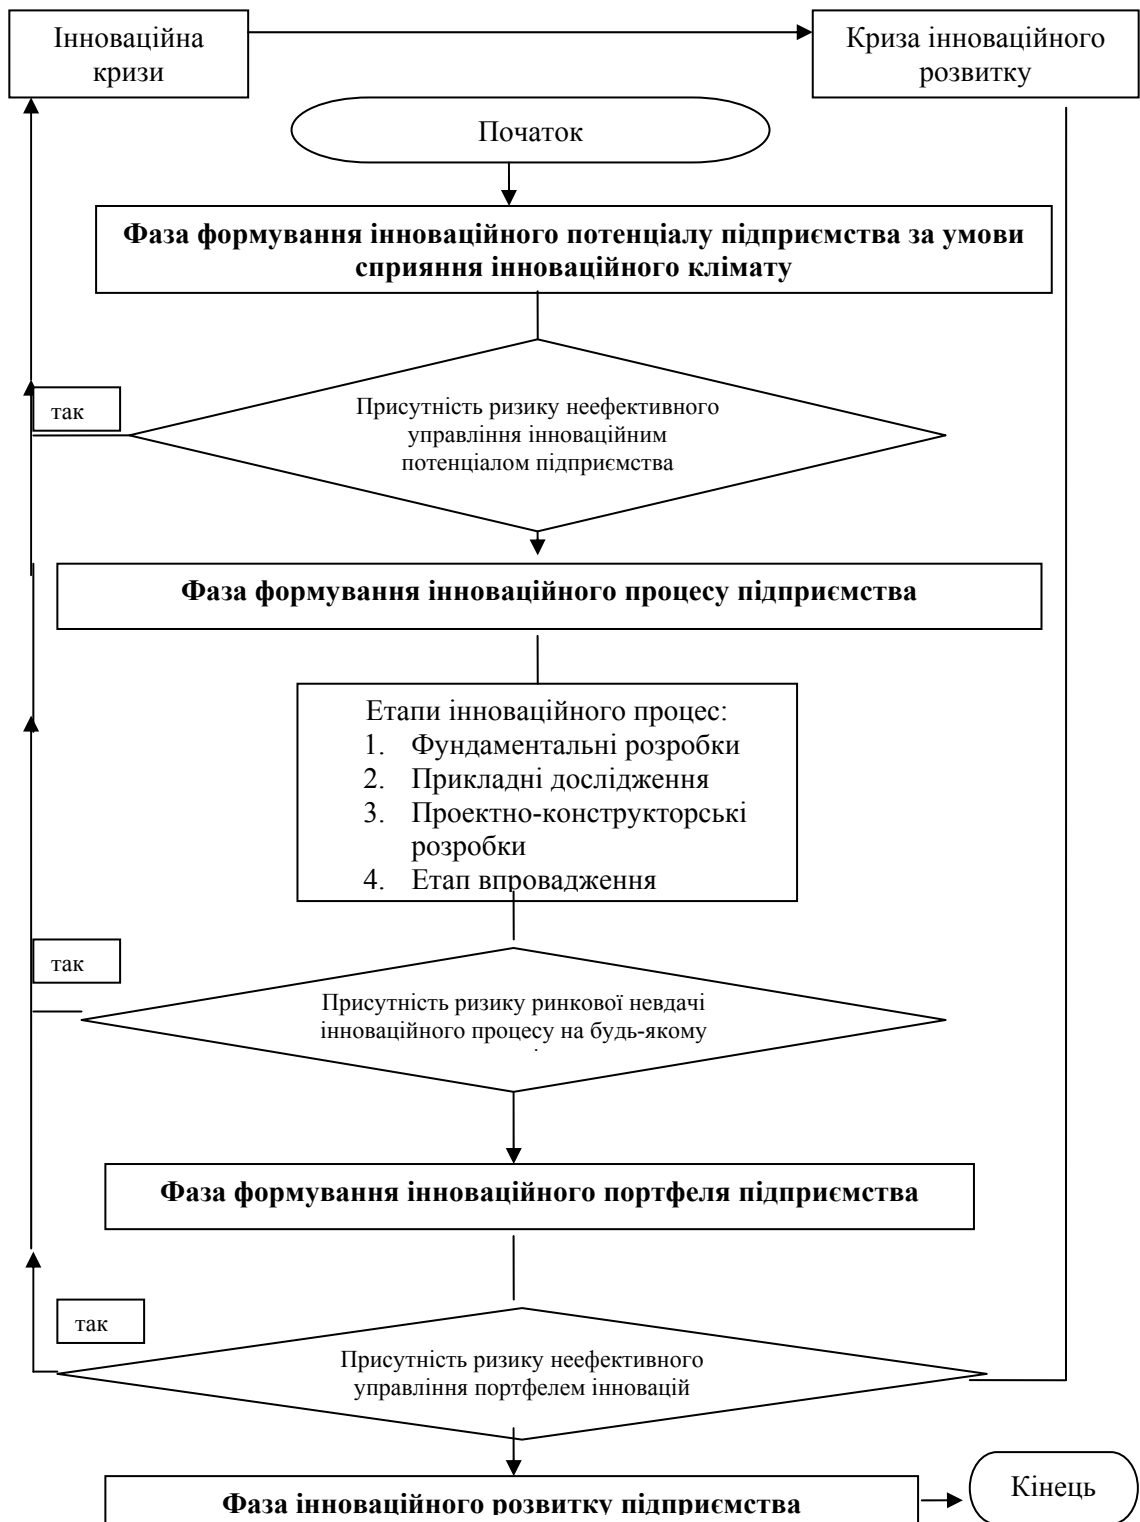 Інноваційна
кризи
Криза інноваційного
розвитку
Початок
Фаза формування інноваційного потенціалу підприємства за умови
сприяння інноваційного клімату
так
Присутність ризику неефективного
управління інноваційним
потенціалом підприємства
Фаза формування інноваційного процесу підприємства
Етапи інноваційного процес:
1. Фундаментальні розробки
2. Прикладні дослідження
3. Проектно-конструкторські
розробки
4. Етап впровадження
так
Присутність ризику ринкової невдачі
інноваційного процесу на будь-якому
Фаза формування інноваційного портфеля підприємства
так
Присутність ризику неефективного
управління портфелем інновацій
Фаза інноваційного розвитку підприємства
Кінець